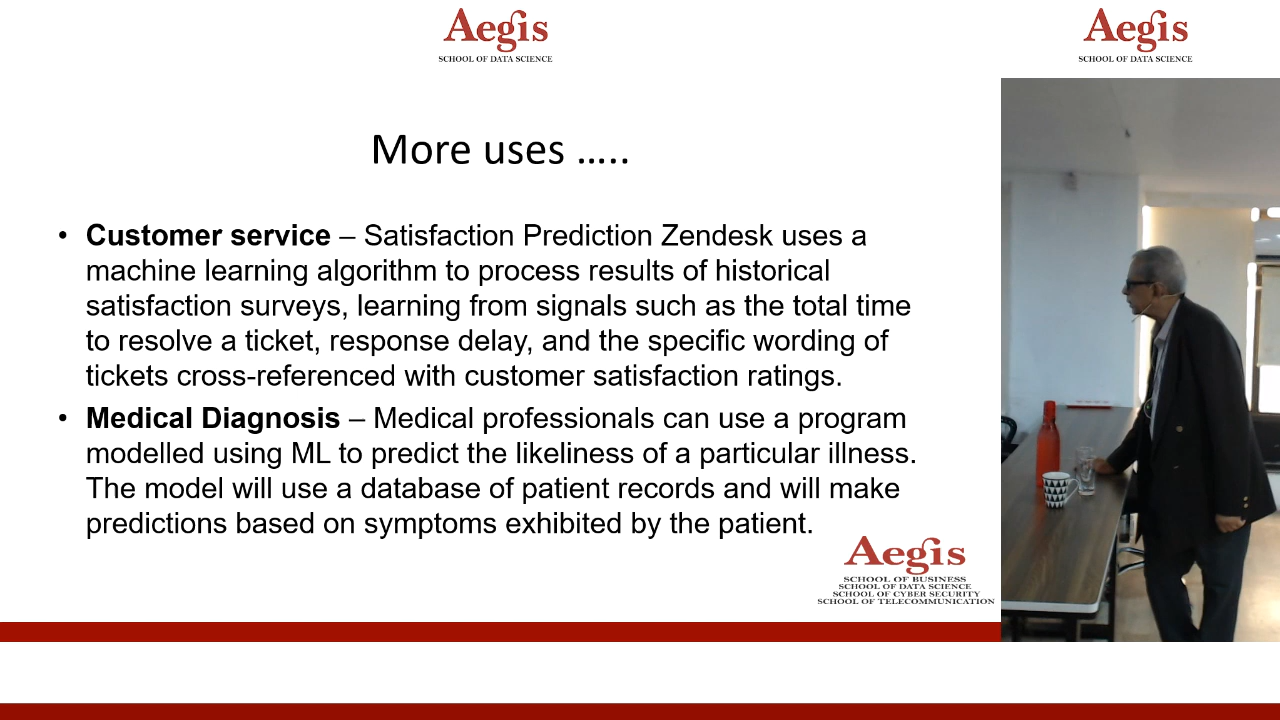 Aegis
SCHOOL OF DATA SCIENCE
Aegis
SCHOOL OF DATA SCIENCE
More uses …..
• Customer service – Satisfaction Prediction Zendesk uses a
machine learning algorithm to process results of historical
satisfaction surveys, learning from signals such as the total time
to resolve a ticket, response delay, and the specific wording of
tickets cross-referenced with customer satisfaction ratings.
• Medical Diagnosis – Medical professionals can use a program
modelled using ML to predict the likeliness of a particular illness.
The model will use a database of patient records and will make
predictions based on symptoms exhibited by the patient.
Aegis
SCHOOL OF BUSINESS
SCHOOL OF DATA SCIENCE
SCHOOL OF CYBER SECURITY
SCHOOL OF TELECOMMUNICATION